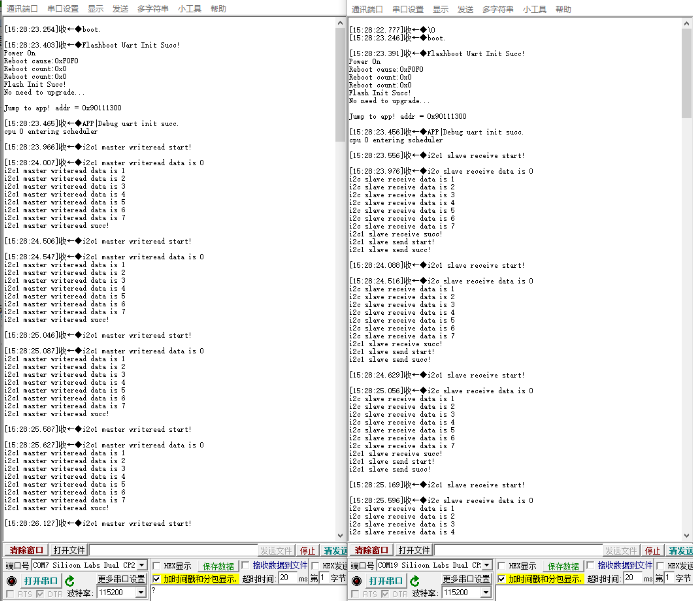 通讯端口 串口设置 显示 发送 多字符串 小工具 帮助
[15:28:23.254]收←◆boot.
[15:28:23.403]收←◆Flashboot Uart Init Succ!
Power On
Reboot cause:0xF0F0
Reboot count:0x0
Reboot count:0x0
Flash Init Succ!
No need to upgrade...
Jump to app! addr = 0x90111300
[15:28:23.465]收←◆APP|Debug uart init succ.
cpu 0 entering scheduler
[15:28:23.966]收←◆i2c1 master writeread start!
[15:28:24.007]收←◆i2c1 master writeread data is 0
i2c1 master writeread data is 1
i2c1 master writeread data is 2
i2c1 master writeread data is 3
i2c1 master writeread data is 4
i2c1 master writeread data is 5
i2c1 master writeread data is 6
i2c1 master writeread data is 7
i2c1 master writeread succ!
[15:28:24.506]收←◆i2c1 master writeread start!
[15:28:24.547]收←◆i2c1 master writeread data is 0
i2c1 master writeread data is 1
i2c1 master writeread data is 2
i2c1 master writeread data is 3
i2c1 master writeread data is 4
i2c1 master writeread data is 5
i2c1 master writeread data is 6
i2c1 master writeread data is 7
i2c1 master writeread succ!
[15:28:25.046]收←◆i2c1 master writeread start!
[15:28:25.087]收←◆i2c1 master writeread data is 0
i2c1 master writeread data is 1
i2c1 master writeread data is 2
i2c1 master writeread data is 3
i2c1 master writeread data is 4
i2c1 master writeread data is 5
i2c1 master writeread data is 6
i2c1 master writeread data is 7
i2c1 master writeread succ!
[15:28:25.587]收←◆i2c1 master writeread start!
[15:28:25.627]收←◆i2c1 master writeread data is 0
i2c1 master writeread data is 1
i2c1 master writeread data is 2
i2c1 master writeread data is 3
i2c1 master writeread data is 4
i2c1 master writeread data is 5
i2c1 master writeread data is 6
i2c1 master writeread data is 7
i2c1 master writeread succ!
[15:28:26.127]收←◆i2c1 master writeread start!
清除窗口 打开文件 发送文件 停止 请发送
端口号 COM7 Silicon Labs Dual CP2 HEX显示 保存数据 接收数据到文件 HEX发送
打开串口 更多串口设置 加时间戳和分包显示. 超时时间: 20 ms 第1 字节
RTS DTR 波特率: 115200 ?
通讯端口 串口设置 显示 发送 多字符串 小工具 帮助
[15:28:22.777]收←◆\0
[15:28:23.246]收←◆boot.
[15:28:23.391]收←◆Flashboot Uart Init Succ!
Power On
Reboot cause:0xF0F0
Reboot count:0x0
Reboot count:0x0
Flash Init Succ!
No need to upgrade...
Jump to app! addr = 0x90111300
[15:28:23.456]收←◆APP|Debug uart init succ.
cpu 0 entering scheduler
[15:28:23.556]收←◆i2c1 slave receive start!
[15:28:23.976]收←◆i2c slave receive data is 0
i2c slave receive data is 1
i2c slave receive data is 2
i2c slave receive data is 3
i2c slave receive data is 4
i2c slave receive data is 5
i2c slave receive data is 6
i2c slave receive data is 7
i2c1 slave receive succ!
i2c1 slave send start!
i2c1 slave send succ!
[15:28:24.088]收←◆i2c1 slave receive start!
[15:28:24.516]收←◆i2c slave receive data is 0
i2c slave receive data is 1
i2c slave receive data is 2
i2c slave receive data is 3
i2c slave receive data is 4
i2c slave receive data is 5
i2c slave receive data is 6
i2c slave receive data is 7
i2c1 slave receive succ!
i2c1 slave send start!
i2c1 slave send succ!
[15:28:24.629]收←◆i2c1 slave receive start!
[15:28:25.056]收←◆i2c slave receive data is 0
i2c slave receive data is 1
i2c slave receive data is 2
i2c slave receive data is 3
i2c slave receive data is 4
i2c slave receive data is 5
i2c slave receive data is 6
i2c slave receive data is 7
i2c1 slave receive succ!
i2c1 slave send start!
i2c1 slave send succ!
[15:28:25.169]收←◆i2c1 slave receive start!
[15:28:25.596]收←◆i2c slave receive data is 0
i2c slave receive data is 1
i2c slave receive data is 2
i2c slave receive data is 3
i2c slave receive data is 4
清除窗口 打开文件 发送文件 停止 请发送
端口号 COM19 Silicon Labs Dual CP HEX显示 保存数据 接收数据到文件 HEX发
打开串口 更多串口设置 加时间戳和分包显示. 超时时间: 20 ms 第1 字节
RTS DTR 波特率: 115200